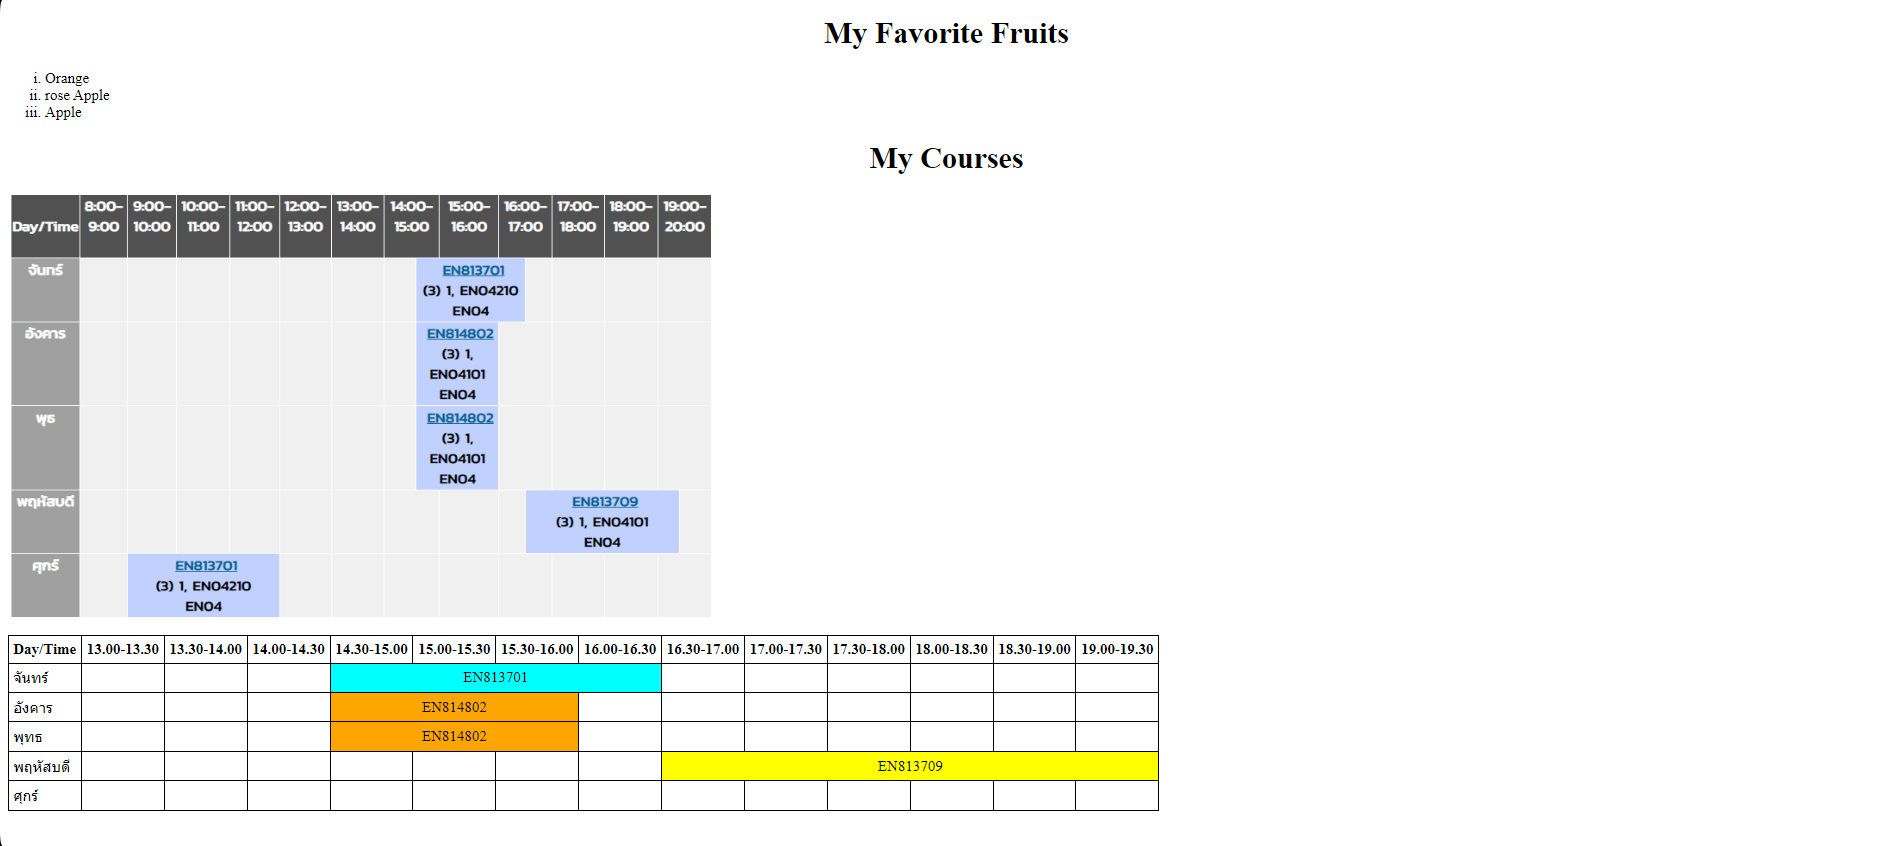 My Favorite Fruits
i. Orange
ii. rose Apple
iii. Apple
My Courses
Day/Time 8:00-9:00 9:00-10:00 10:00-11:00 11:00-12:00 12:00-13:00 13:00-14:00 14:00-15:00 15:00-16:00 16:00-17:00 17:00-18:00 18:00-19:00 19:00-20:00
จันทร์ EN813701
(3) 1, EN04210
EN04
อังคาร EN814802
(3) 1,
EN04101
EN04
พุธ EN814802
(3) 1,
EN04101
EN04
พฤหัสบดี EN813709
(3) 1, EN04101
EN04
ศุกร์ EN813701
(3) 1, EN04210
EN04
Day/Time 13.00-13.30 13.30-14.00 14.00-14.30 14.30-15.00 15.00-15.30 15.30-16.00 16.00-16.30 16.30-17.00 17.00-17.30 17.30-18.00 18.00-18.30 18.30-19.00 19.00-19.30
จันทร์ EN813701
อังคาร EN814802
พุทธ EN814802
พฤหัสบดี EN813709
ศุกร์